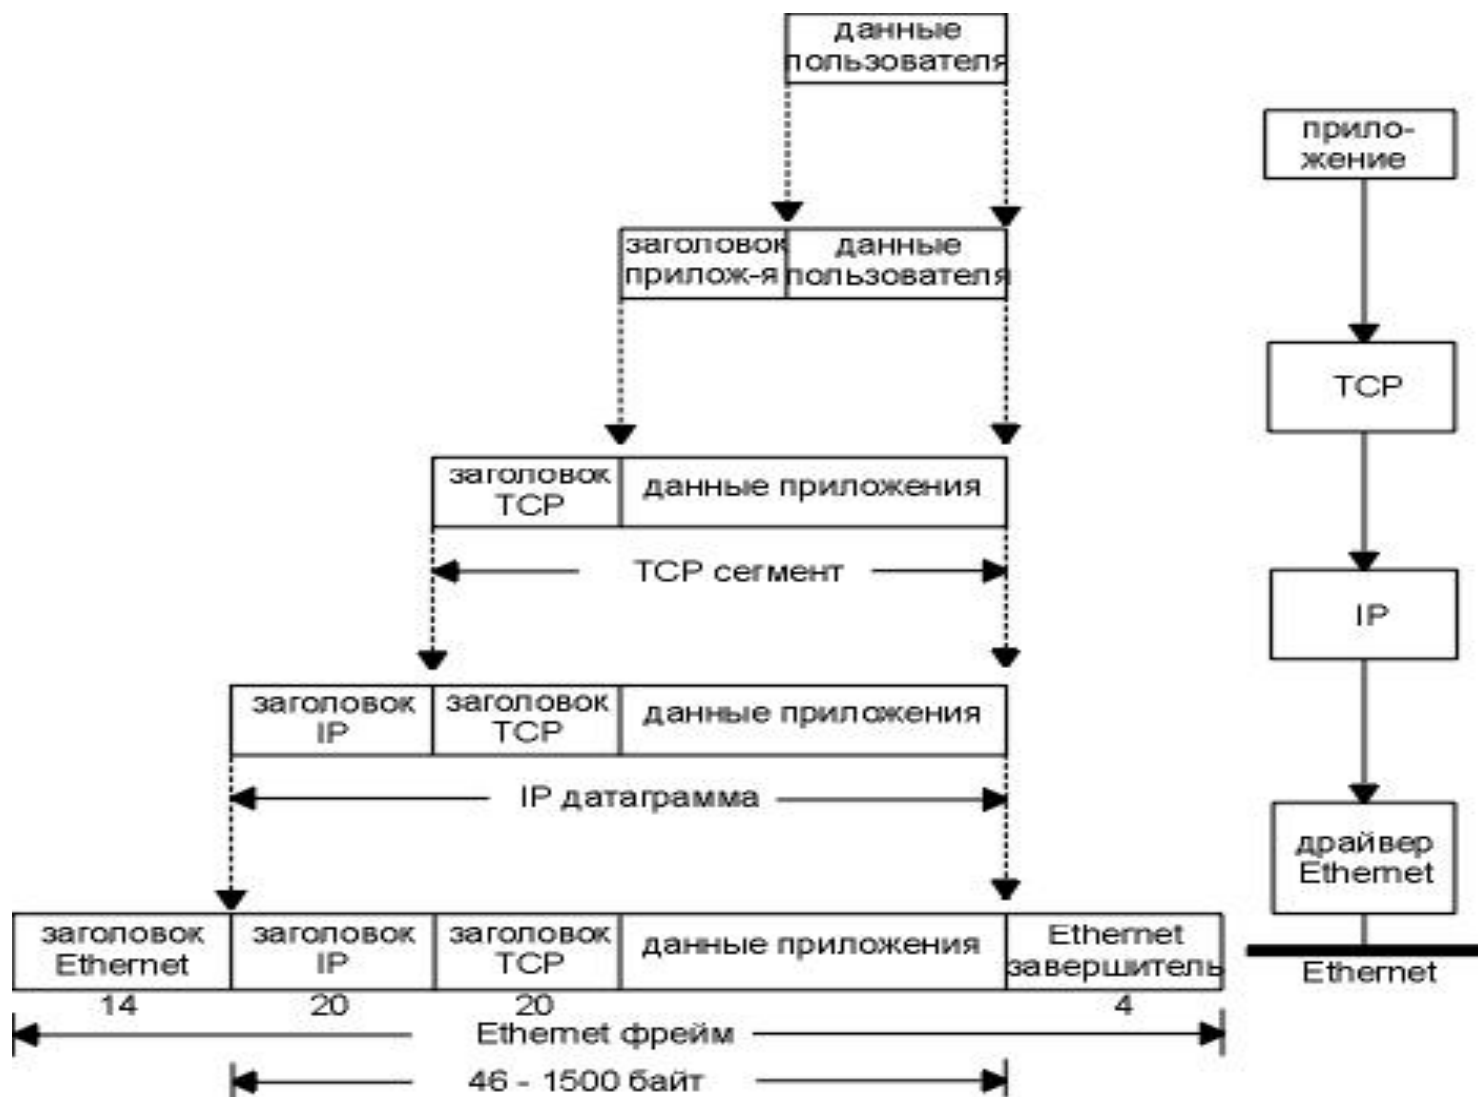 данные
пользователя
прило-
жение
заголовок
прилож-я
данные
пользователя
TCP
заголовок
TCP
данные приложения
TCP сегмент
IP
заголовок
IP
заголовок
TCP
данные приложения
IP датаграмма
драйвер
Ethernet
заголовок
Ethernet
заголовок
IP
заголовок
TCP
данные приложения
Ethernet
завершитель
Ethernet
14
20
20
4
Ethernet фрейм
46 - 1500 байт